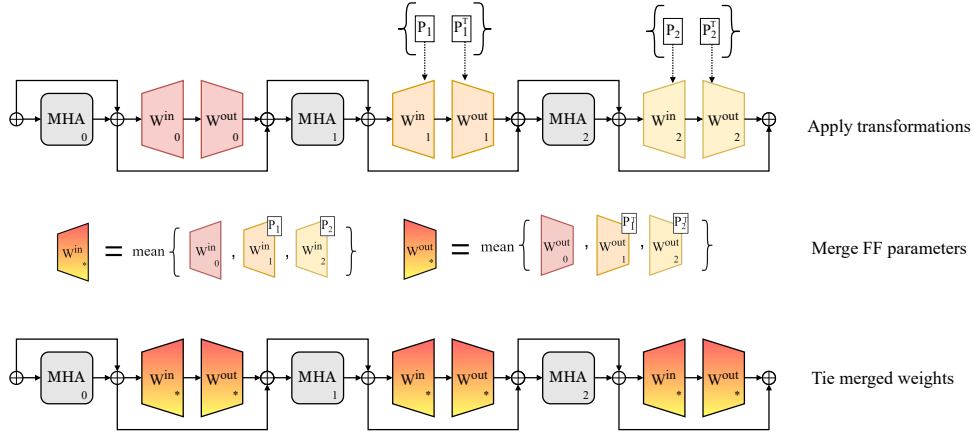 { P₁ P₁ᵀ } { P₂ P₂ᵀ }
MHA 0 Wⁱⁿ 0 Wᵒᵘᵗ 0 MHA 1 Wⁱⁿ 1 Wᵒᵘᵗ 1 MHA 2 Wⁱⁿ 2 Wᵒᵘᵗ 2 Apply transformations
Wⁱⁿ * = mean { Wⁱⁿ 0 , Wⁱⁿ 1 P₁ , Wⁱⁿ 2 P₂ } Wᵒᵘᵗ * = mean { Wᵒᵘᵗ 0 , Wᵒᵘᵗ 1 P₁ᵀ , Wᵒᵘᵗ 2 P₂ᵀ } Merge FF parameters
MHA 0 Wⁱⁿ * Wᵒᵘᵗ * MHA 1 Wⁱⁿ * Wᵒᵘᵗ * MHA 2 Wⁱⁿ * Wᵒᵘᵗ * Tie merged weights